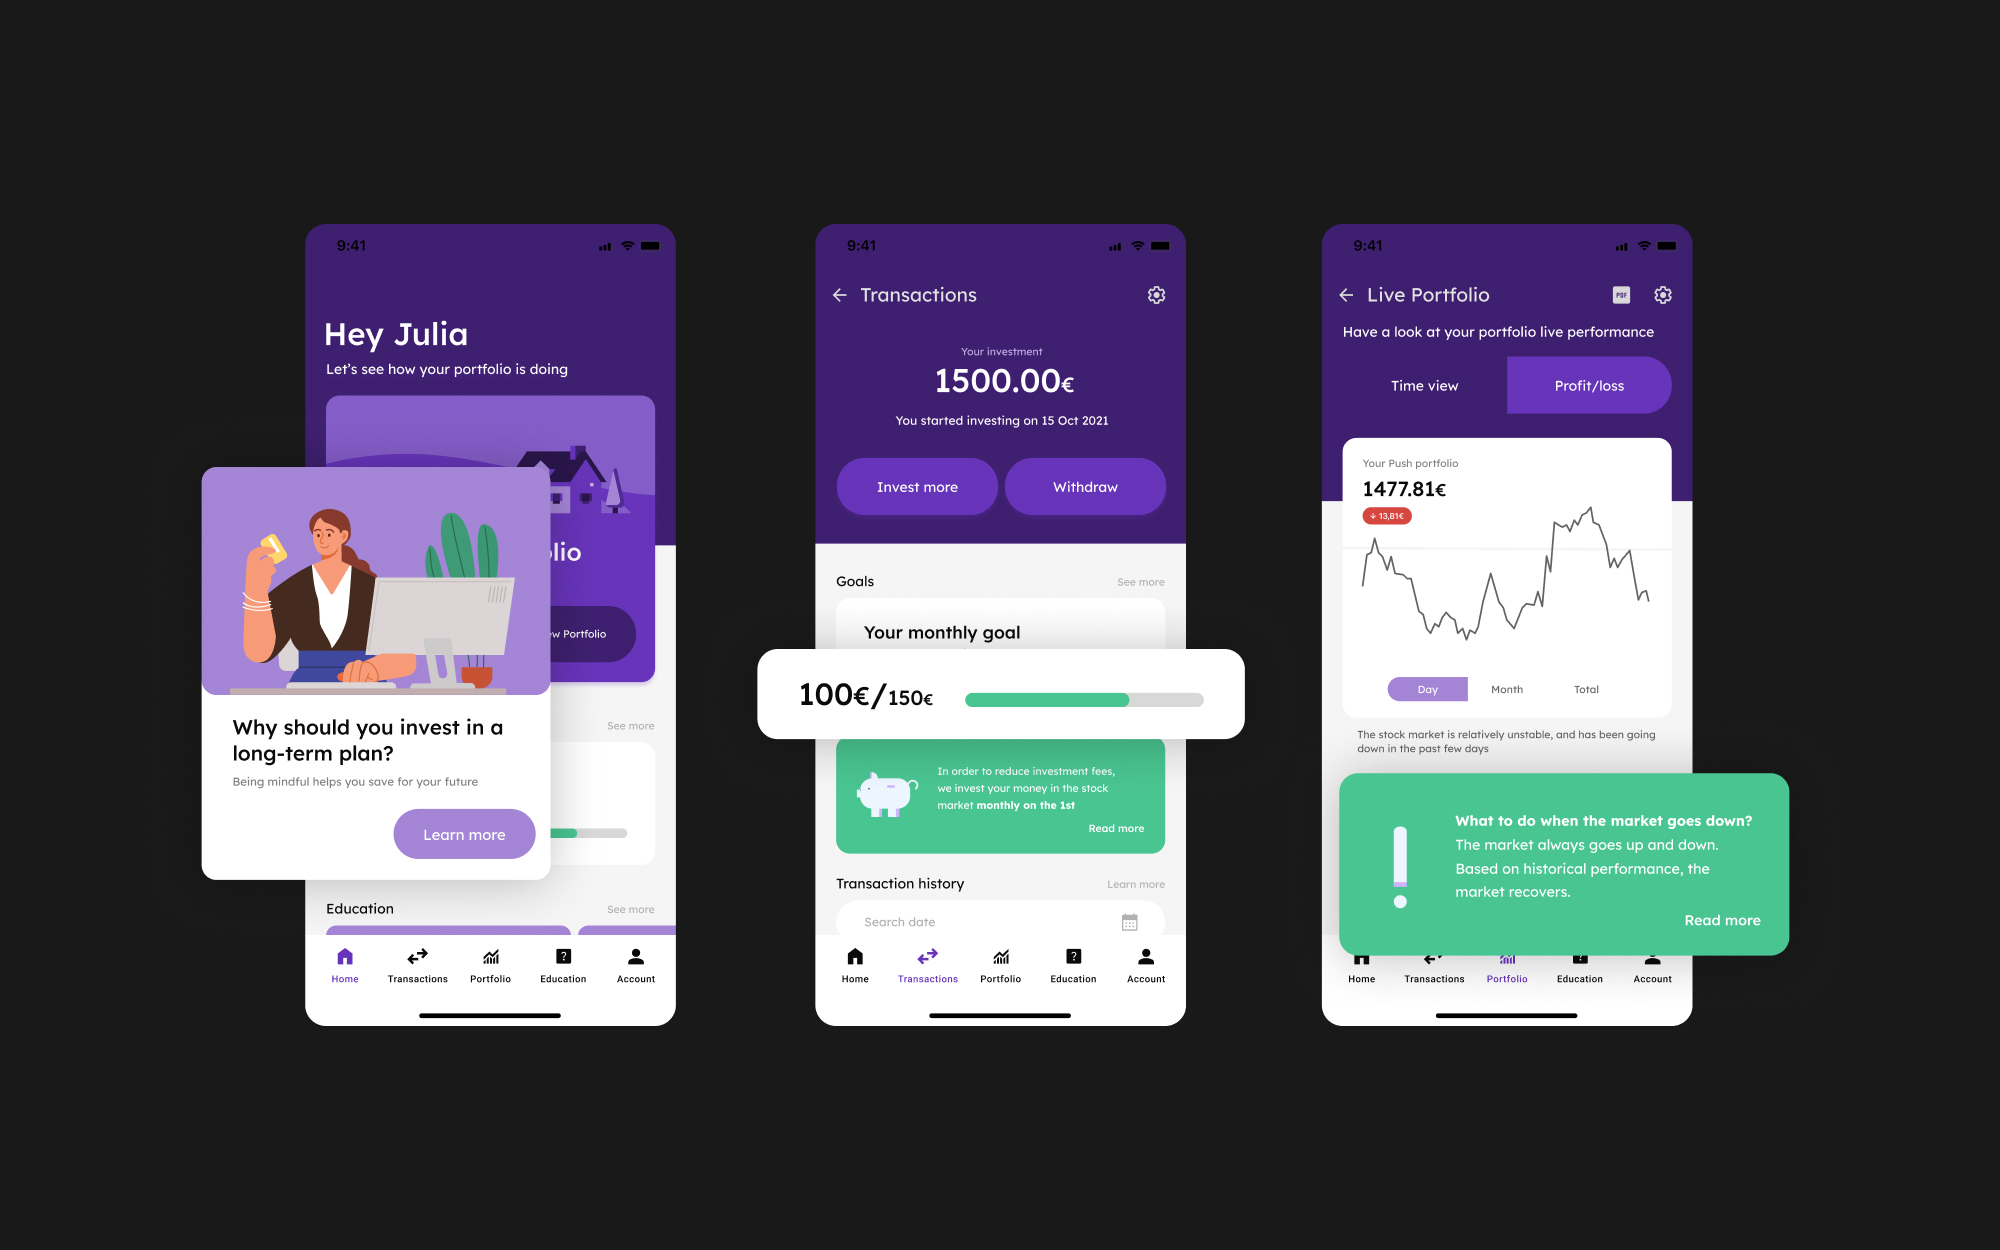 9:41
Hey Julia
Let's see how your portfolio is doing
Portfolio
See more
Why should you invest in a
long-term plan?
Being mindful helps you save for your future
Learn more
Education
See more
Home
Transactions
Portfolio
Education
Account
9:41
Transactions
Your investment
1500.00€
You started investing on 15 Oct 2021
Invest more
Withdraw
Goals
See more
Your monthly goal
100€/150€
In order to reduce investment fees,
we invest your money in the stock
market monthly on the 1st
Read more
Transaction history
Learn more
Search date
Home
Transactions
Portfolio
Education
Account
9:41
Live Portfolio
PDF
Have a look at your portfolio live performance
Time view
Profit/loss
Your Push portfolio
1477.81€
13,81€
Day
Month
Total
The stock market is relatively unstable, and has been going
down in the past few days
What to do when the market goes down?
The market always goes up and down.
Based on historical performance, the
market recovers.
Read more
Home
Transactions
Portfolio
Education
Account